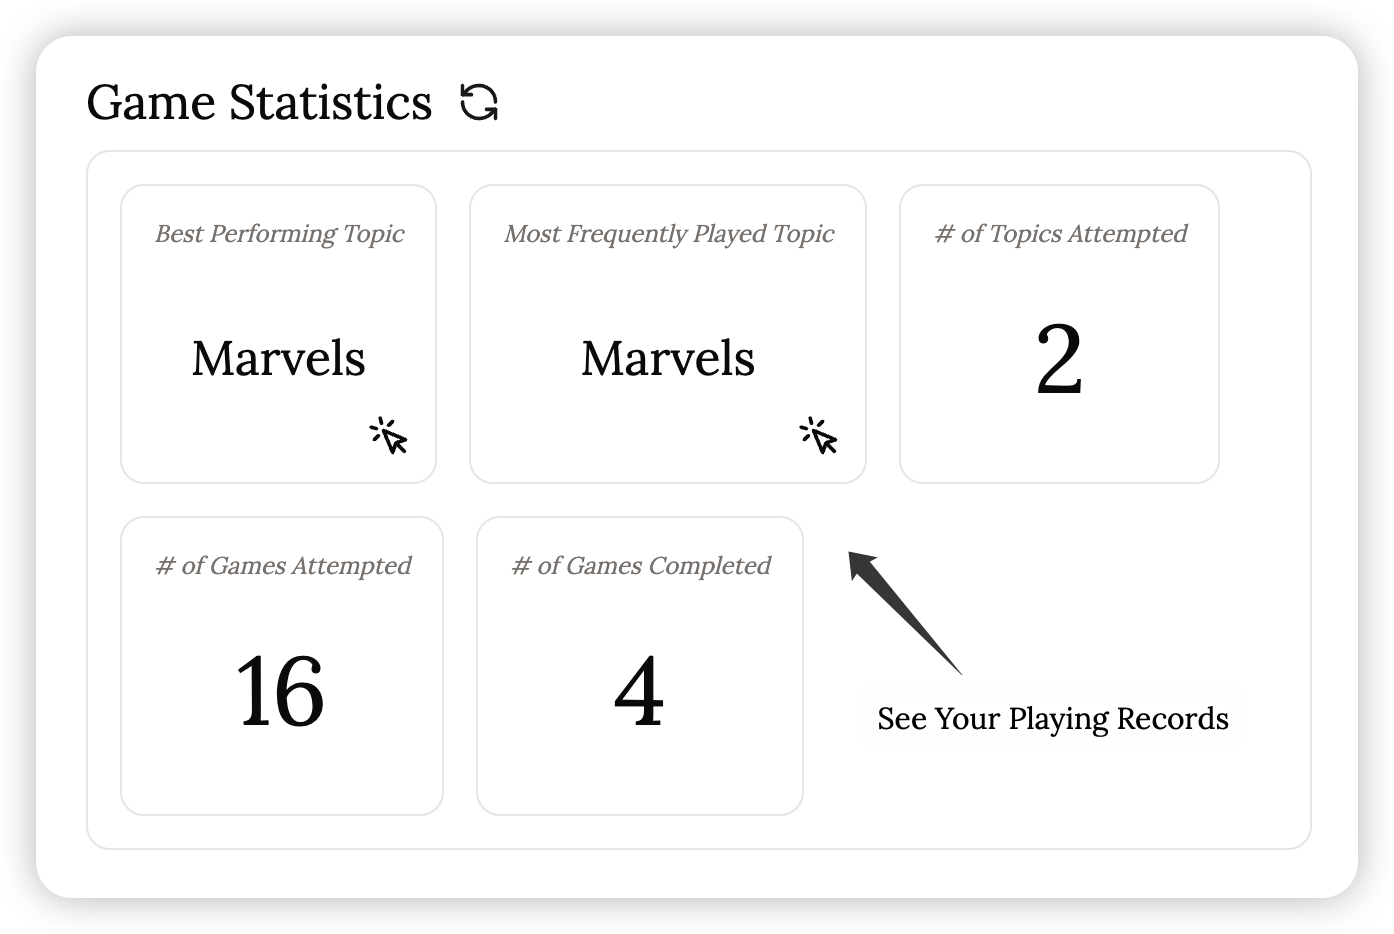 Game Statistics
Best Performing Topic
Marvels
Most Frequently Played Topic
Marvels
# of Topics Attempted
2
# of Games Attempted
16
# of Games Completed
4
See Your Playing Records